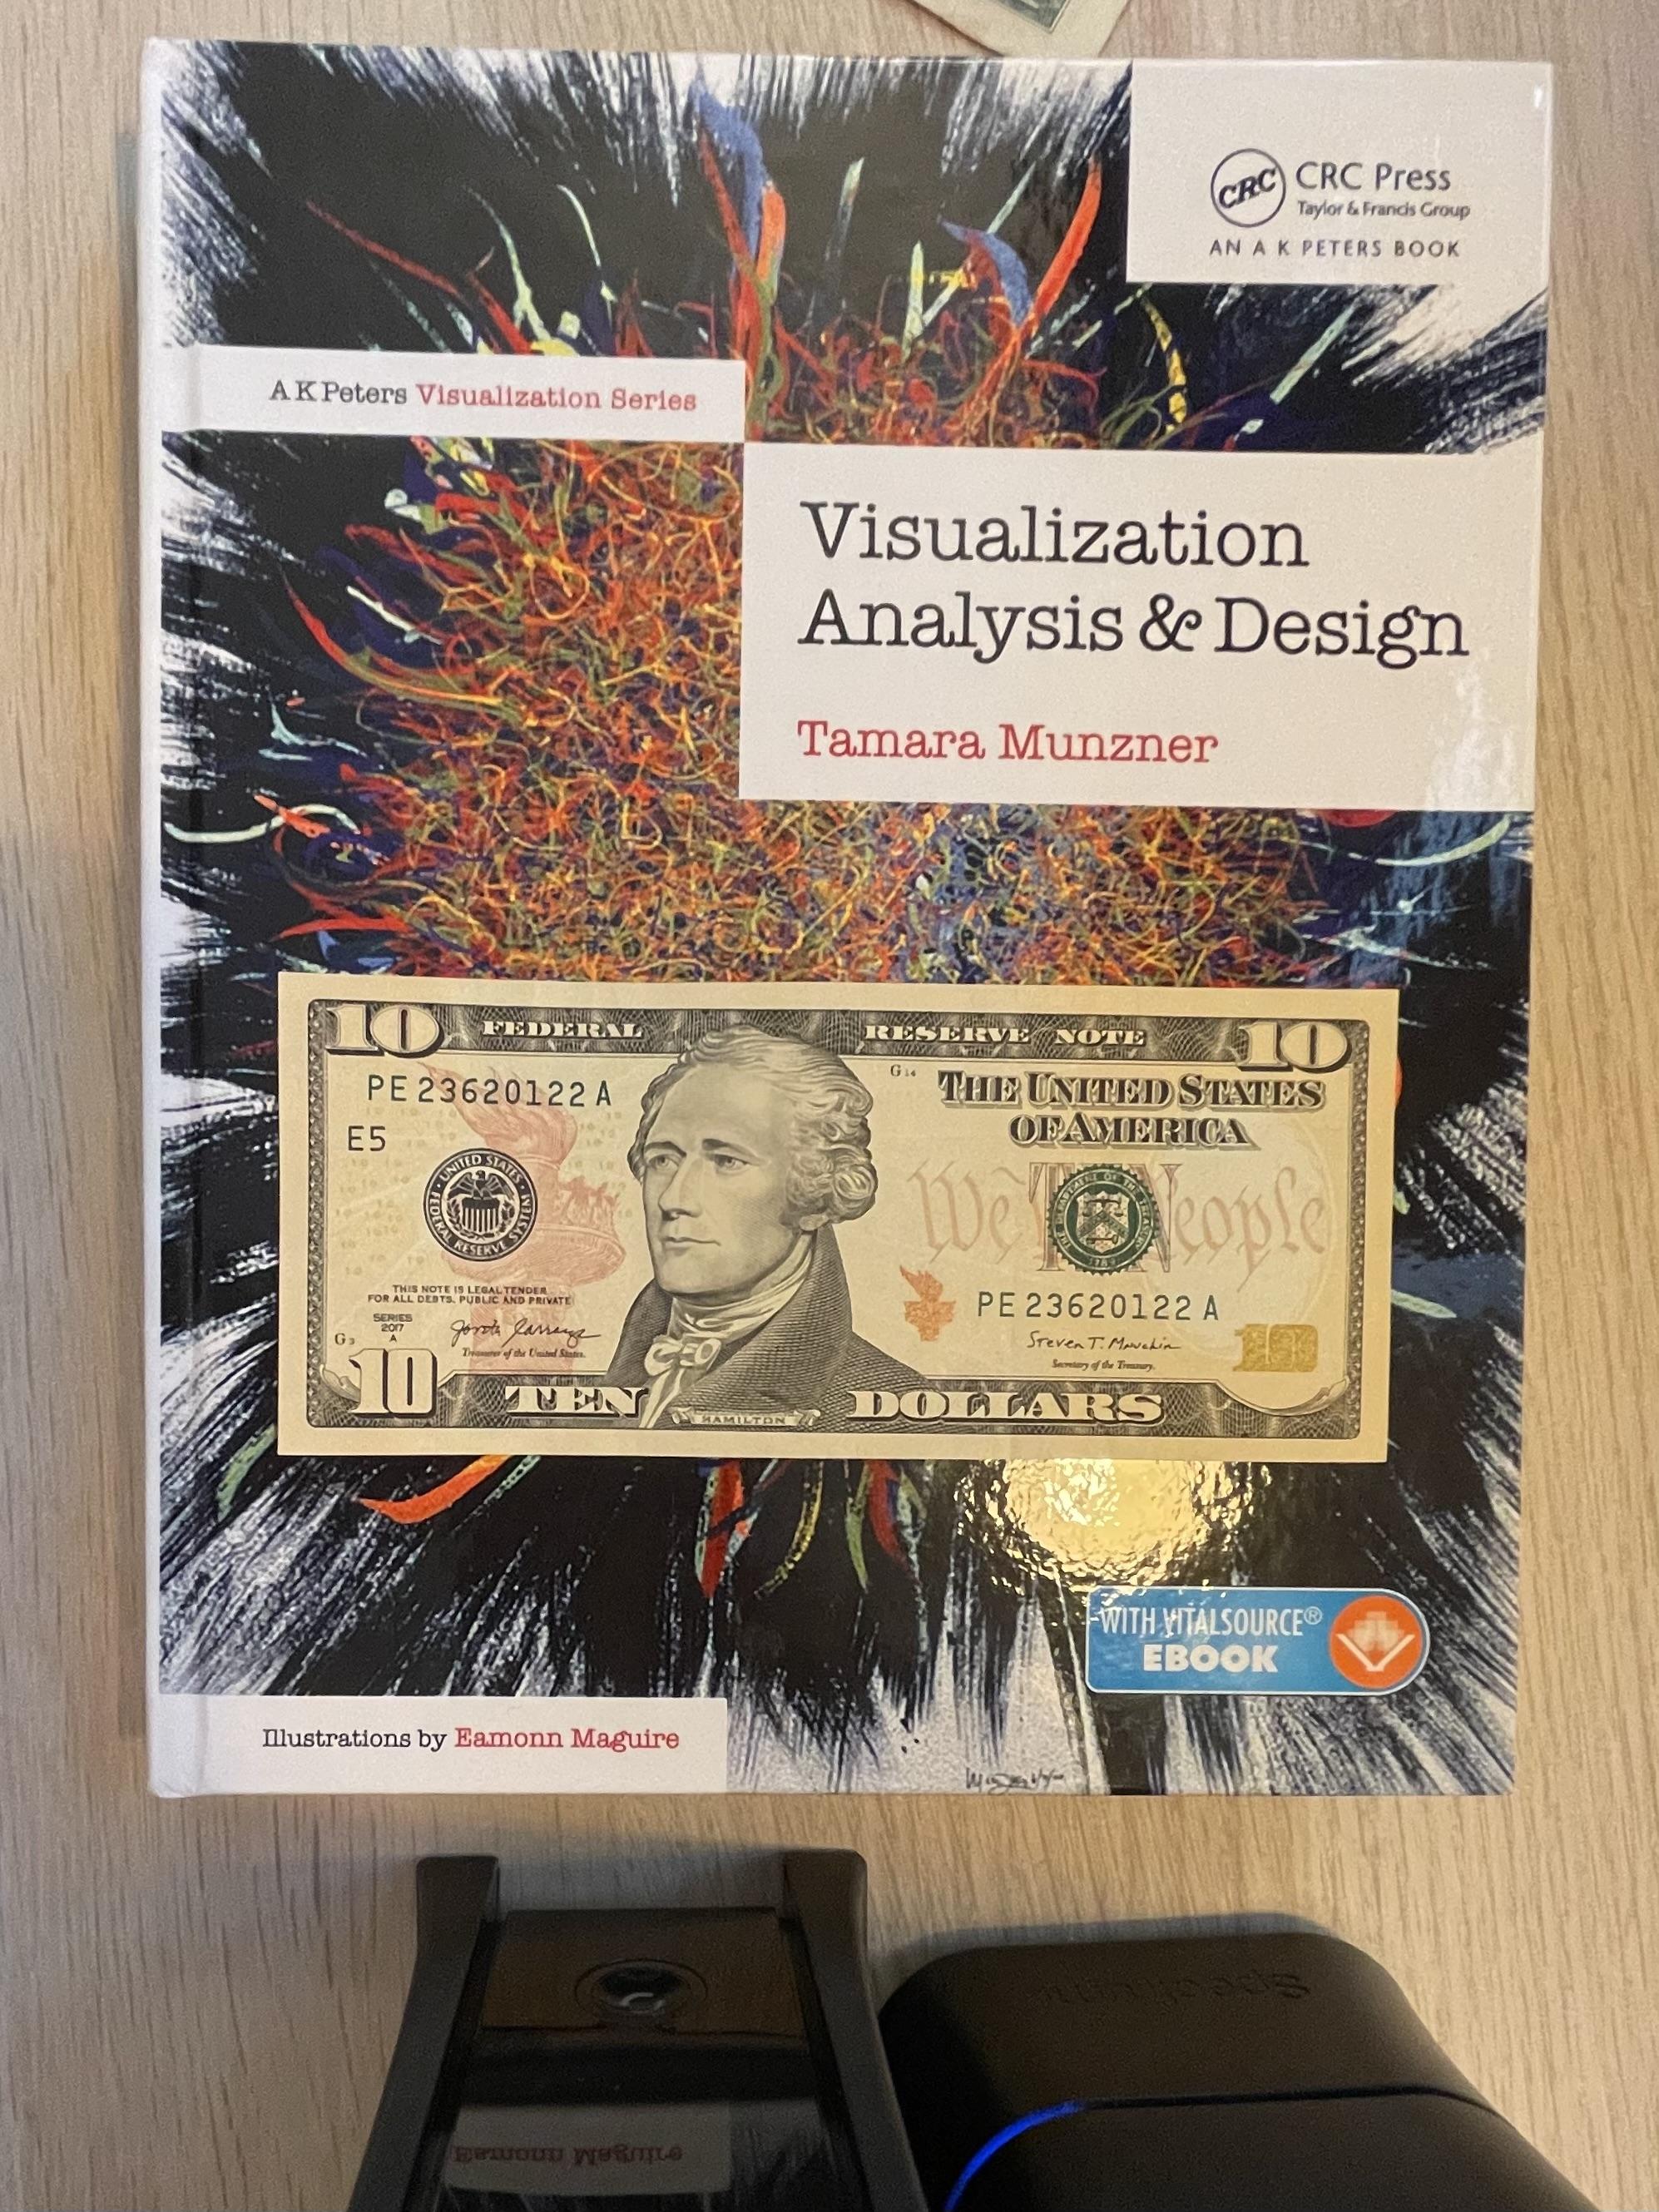 CRC
CRC Press
Taylor & Francis Group
AN A K PETERS BOOK
A K Peters Visualization Series
Visualization
Analysis & Design
Tamara Munzner
10 FEDERAL RESERVE NOTE 10
PE 23620122 A
E5
G 14
THE UNITED STATES
OF AMERICA
UNITED STATES
FEDERAL RESERVE SYSTEM
We The People
THIS NOTE IS LEGAL TENDER
FOR ALL DEBTS, PUBLIC AND PRIVATE
SERIES
2017
A
G 3
Treasurer of the United States.
PE 23620122 A
Steven T. Mnuchin
Secretary of the Treasury.
10
10 TEN HAMILTON DOLLARS
WITH VITALSOURCE®
EBOOK
Illustrations by Eamonn Maguire
Eamonn Maguire